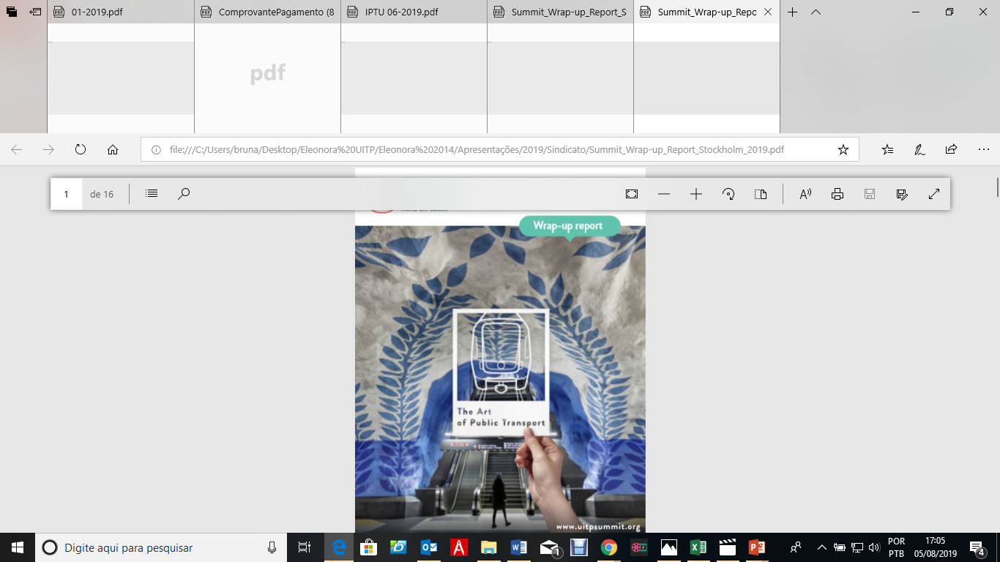 01-2019.pdf
ComprovantePagamento (8
IPTU 06-2019.pdf
Summit_Wrap-up_Report_S
Summit_Wrap-up_Repo
pdf
file:///C:/Users/bruna/Desktop/Eleonora%20UITP/Eleonora%202014/Apresentações/2019/Sindicato/Summit_Wrap-up_Report_Stockholm_2019.pdf
1 de 16
Wrap-up report
The Art
of Public Transport
www.uitpsummit.org
Digite aqui para pesquisar
1
POR
PTB
17:05
05/08/2019
4